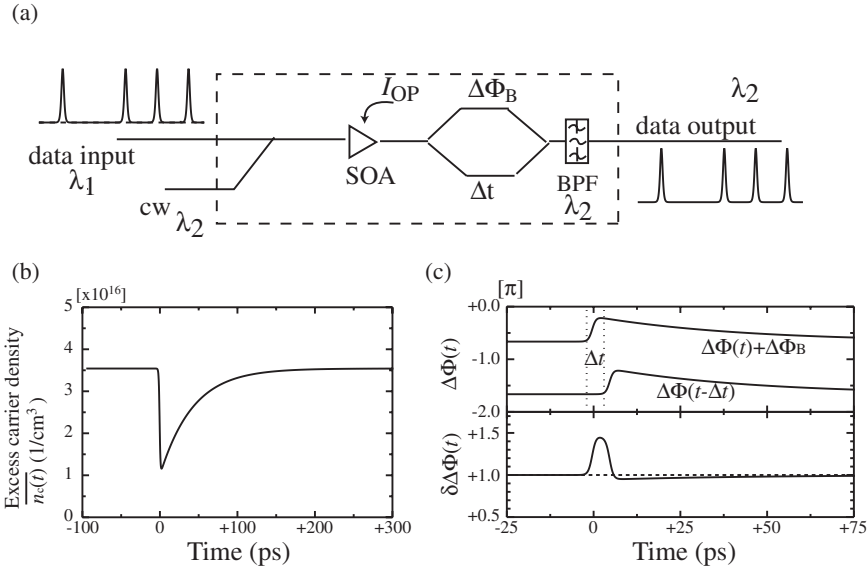 (a)
I_OP
ΔΦ_B
λ2
data input
data output
λ1
SOA
Δt
BPF
λ2
cw
λ2
(b)
(c)
[x10^16]
[π]
5
4
3
2
1
0
Excess carrier density
n_c(t) (1/cm^3)
-100
0
+100
+200
+300
Time (ps)
+0.0
-1.0
-2.0
ΔΦ(t)
Δt
ΔΦ(t)+ΔΦB
ΔΦ(t-Δt)
+1.5
+1.0
+0.5
δΔΦ(t)
-25
0
+25
+50
+75
Time (ps)